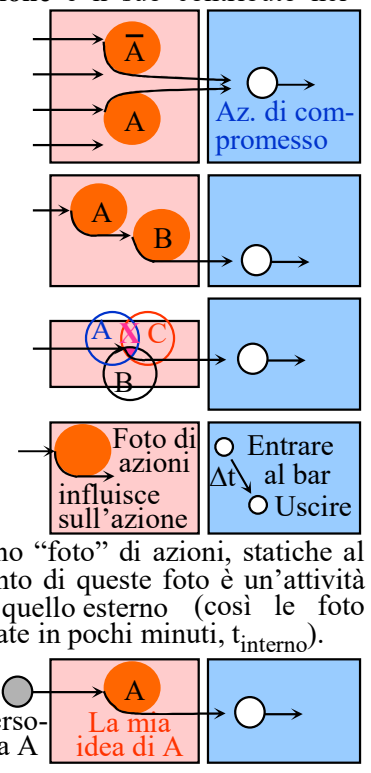 Ā
A
Az. di com-
promesso
A
B
A X C
B
Foto di
azioni
influisce
sull'azione
Entrare
Δt al bar
Uscire
no “foto” di azioni, statiche al
nto di queste foto è un'attività
quello esterno (così le foto
ate in pochi minuti, tinterno).
A
La mia
idea di A
erso-
a A